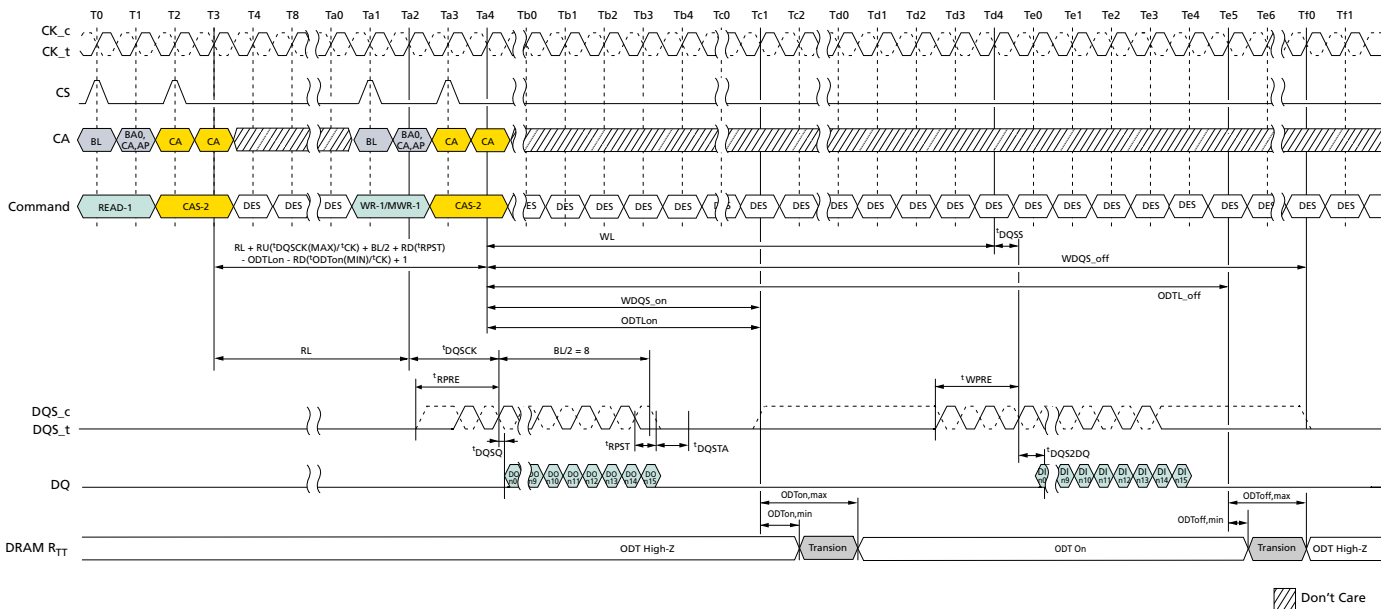 T0 T1 T2 T3 T4 T8 Ta0 Ta1 Ta2 Ta3 Ta4 Tb0 Tb1 Tb2 Tb3 Tb4 Tc0 Tc1 Tc2 Td0 Td1 Td2 Td3 Td4 Te0 Te1 Te2 Te3 Te4 Te5 Te6 Tf0 Tf1
CK_c
CK_t
CS
CA BL BA0, CA,AP CA CA BL BA0, CA,AP CA CA
Command READ-1 CAS-2 DES DES DES WR-1/MWR-1 CAS-2 DES DES DES DES DES DES DES DES DES DES DES DES DES DES DES DES DES DES DES DES DES DES
RL + RU(tDQSCK(MAX)/tCK) + BL/2 + RD(tRPST)
- ODTLon - RD(tODTon(MIN)/tCK) + 1
WL
tDQSS
WDQS_off
ODTL_off
WDQS_on
ODTLon
RL
tDQSCK
BL/2 = 8
tRPRE
tWPRE
DQS_c
DQS_t
tDQSQ
tRPST
tDQSTA
tDQS2DQ
DQ DO n0 DO n9 DO n10 DO n11 DO n12 DO n13 DO n14 DO n15 DI n0 DI n9 DI n10 DI n11 DI n12 DI n13 DI n14 DI n15
ODTon,max
ODTon,min
ODToff,max
ODToff,min
DRAM RTT ODT High-Z Transion ODT On Transion ODT High-Z
Don't Care